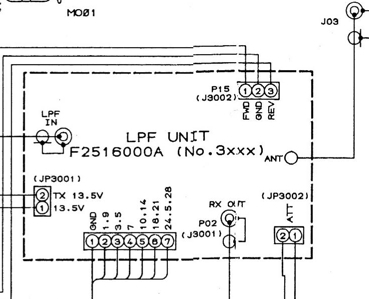 MO01
J03
P15
(J3002)
1 2 3
FWD
GND
REV
LPF
IN
LPF UNIT
F2516000A (No.3xxx)
ANT
(JP3001)
2 TX 13.5V
1 13.5V
GND
1.9
3.5
7
10.14
18.21
24.5.28
1 2 3 4 5 6 7
RX OUT
P02
(J3001)
(JP3002)
ATT
2 1